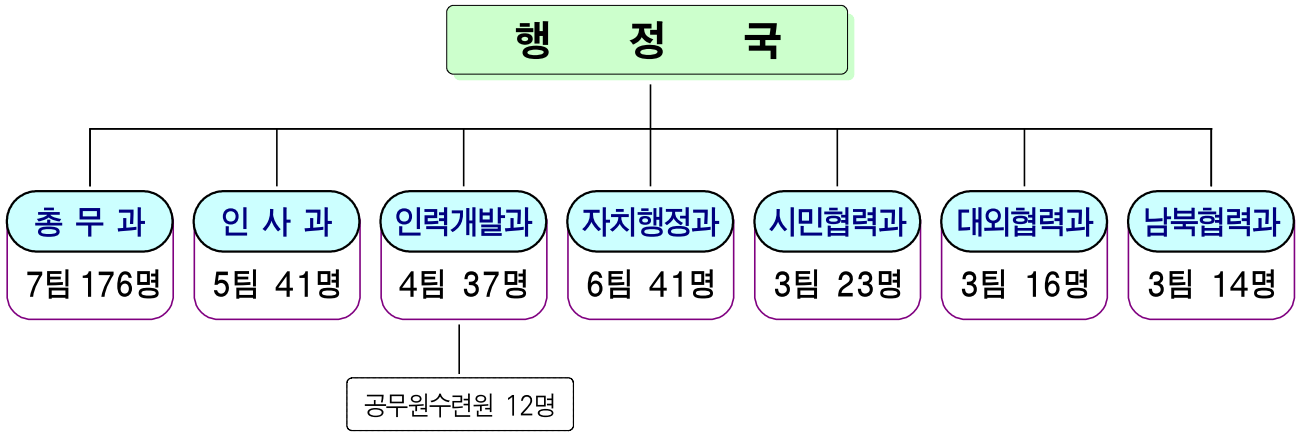 행 정 국
총 무 과
7팀 176명
인 사 과
5팀 41명
인력개발과
4팀 37명
자치행정과
6팀 41명
시민협력과
3팀 23명
대외협력과
3팀 16명
남북협력과
3팀 14명
공무원수련원 12명